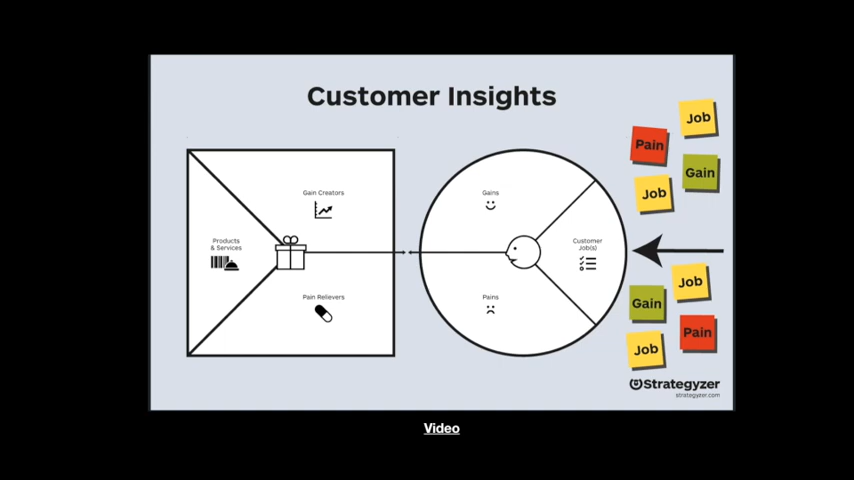 Customer Insights
Job
Pain
Gain
Job
Gain Creators
Gains
Products
& Services
Customer
Job(s)
Pain Relievers
Pains
Job
Gain
Pain
Job
Strategyzer
strategyzer.com
Video